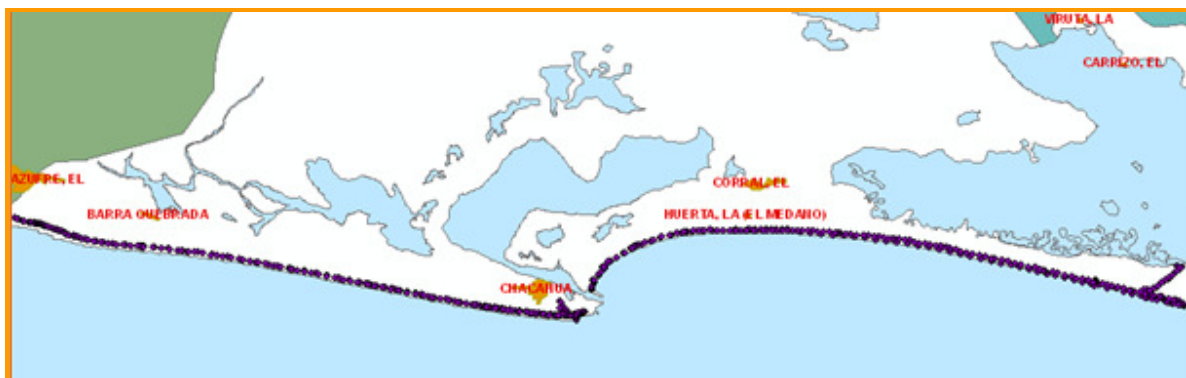 VIRUTA, LA
CARRIZO, EL
AZUFRE, EL
CORRAL, EL
BARRA QUEBRADA
HUERTA, LA (EL MEDANO)
CHACAHUA